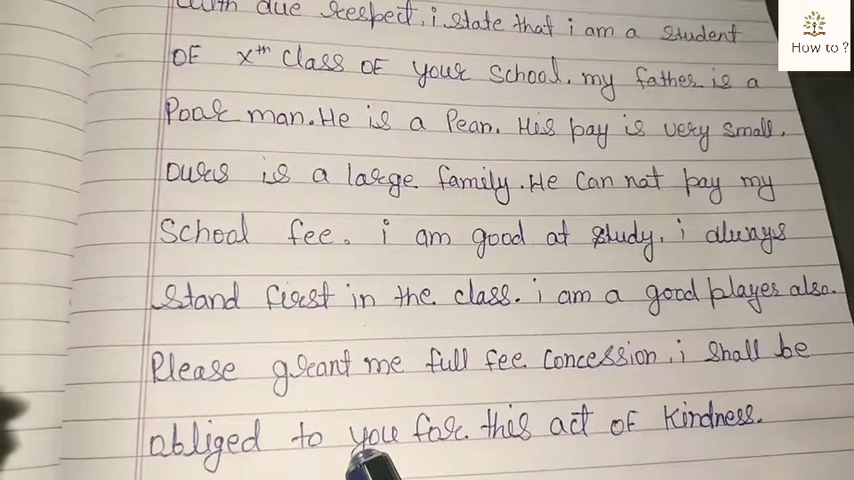 With due respect, i state that i am a student
OF Xth class OF your School. my father is a
Poor man. He is a Pean. His pay is very small.
ours is a large family. He Can not pay my
School fee. i am good at study. i always
stand first in the class. i am a good player also.
Please grant me full fee Concession. i shall be
obliged to you for this act OF Kindness.
How to ?